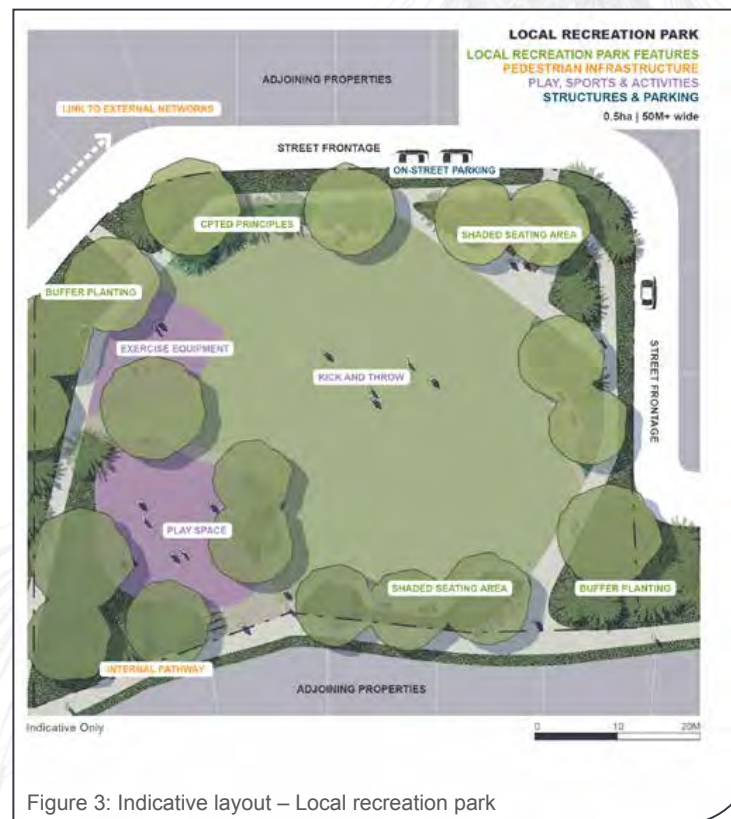 LOCAL RECREATION PARK
LOCAL RECREATION PARK FEATURES
PEDESTRIAN INFRASTRUCTURE
PLAY, SPORTS & ACTIVITIES
STRUCTURES & PARKING
0.5ha | 50M+ wide
ADJOINING PROPERTIES
LINK TO EXTERNAL NETWORKS
STREET FRONTAGE
ON-STREET PARKING
CPTED PRINCIPLES
SHADED SEATING AREA
BUFFER PLANTING
EXERCISE EQUIPMENT
KICK AND THROW
STREET FRONTAGE
PLAY SPACE
SHADED SEATING AREA
BUFFER PLANTING
INTERNAL PATHWAY
ADJOINING PROPERTIES
Indicative Only
0 10 20M
Figure 3: Indicative layout – Local recreation park